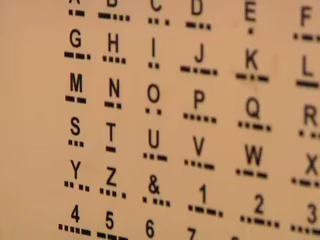 A B C D E F
G H I J K L
M N O P Q R
S T U V W X
Y Z & 1 2 3
4 5 6 7